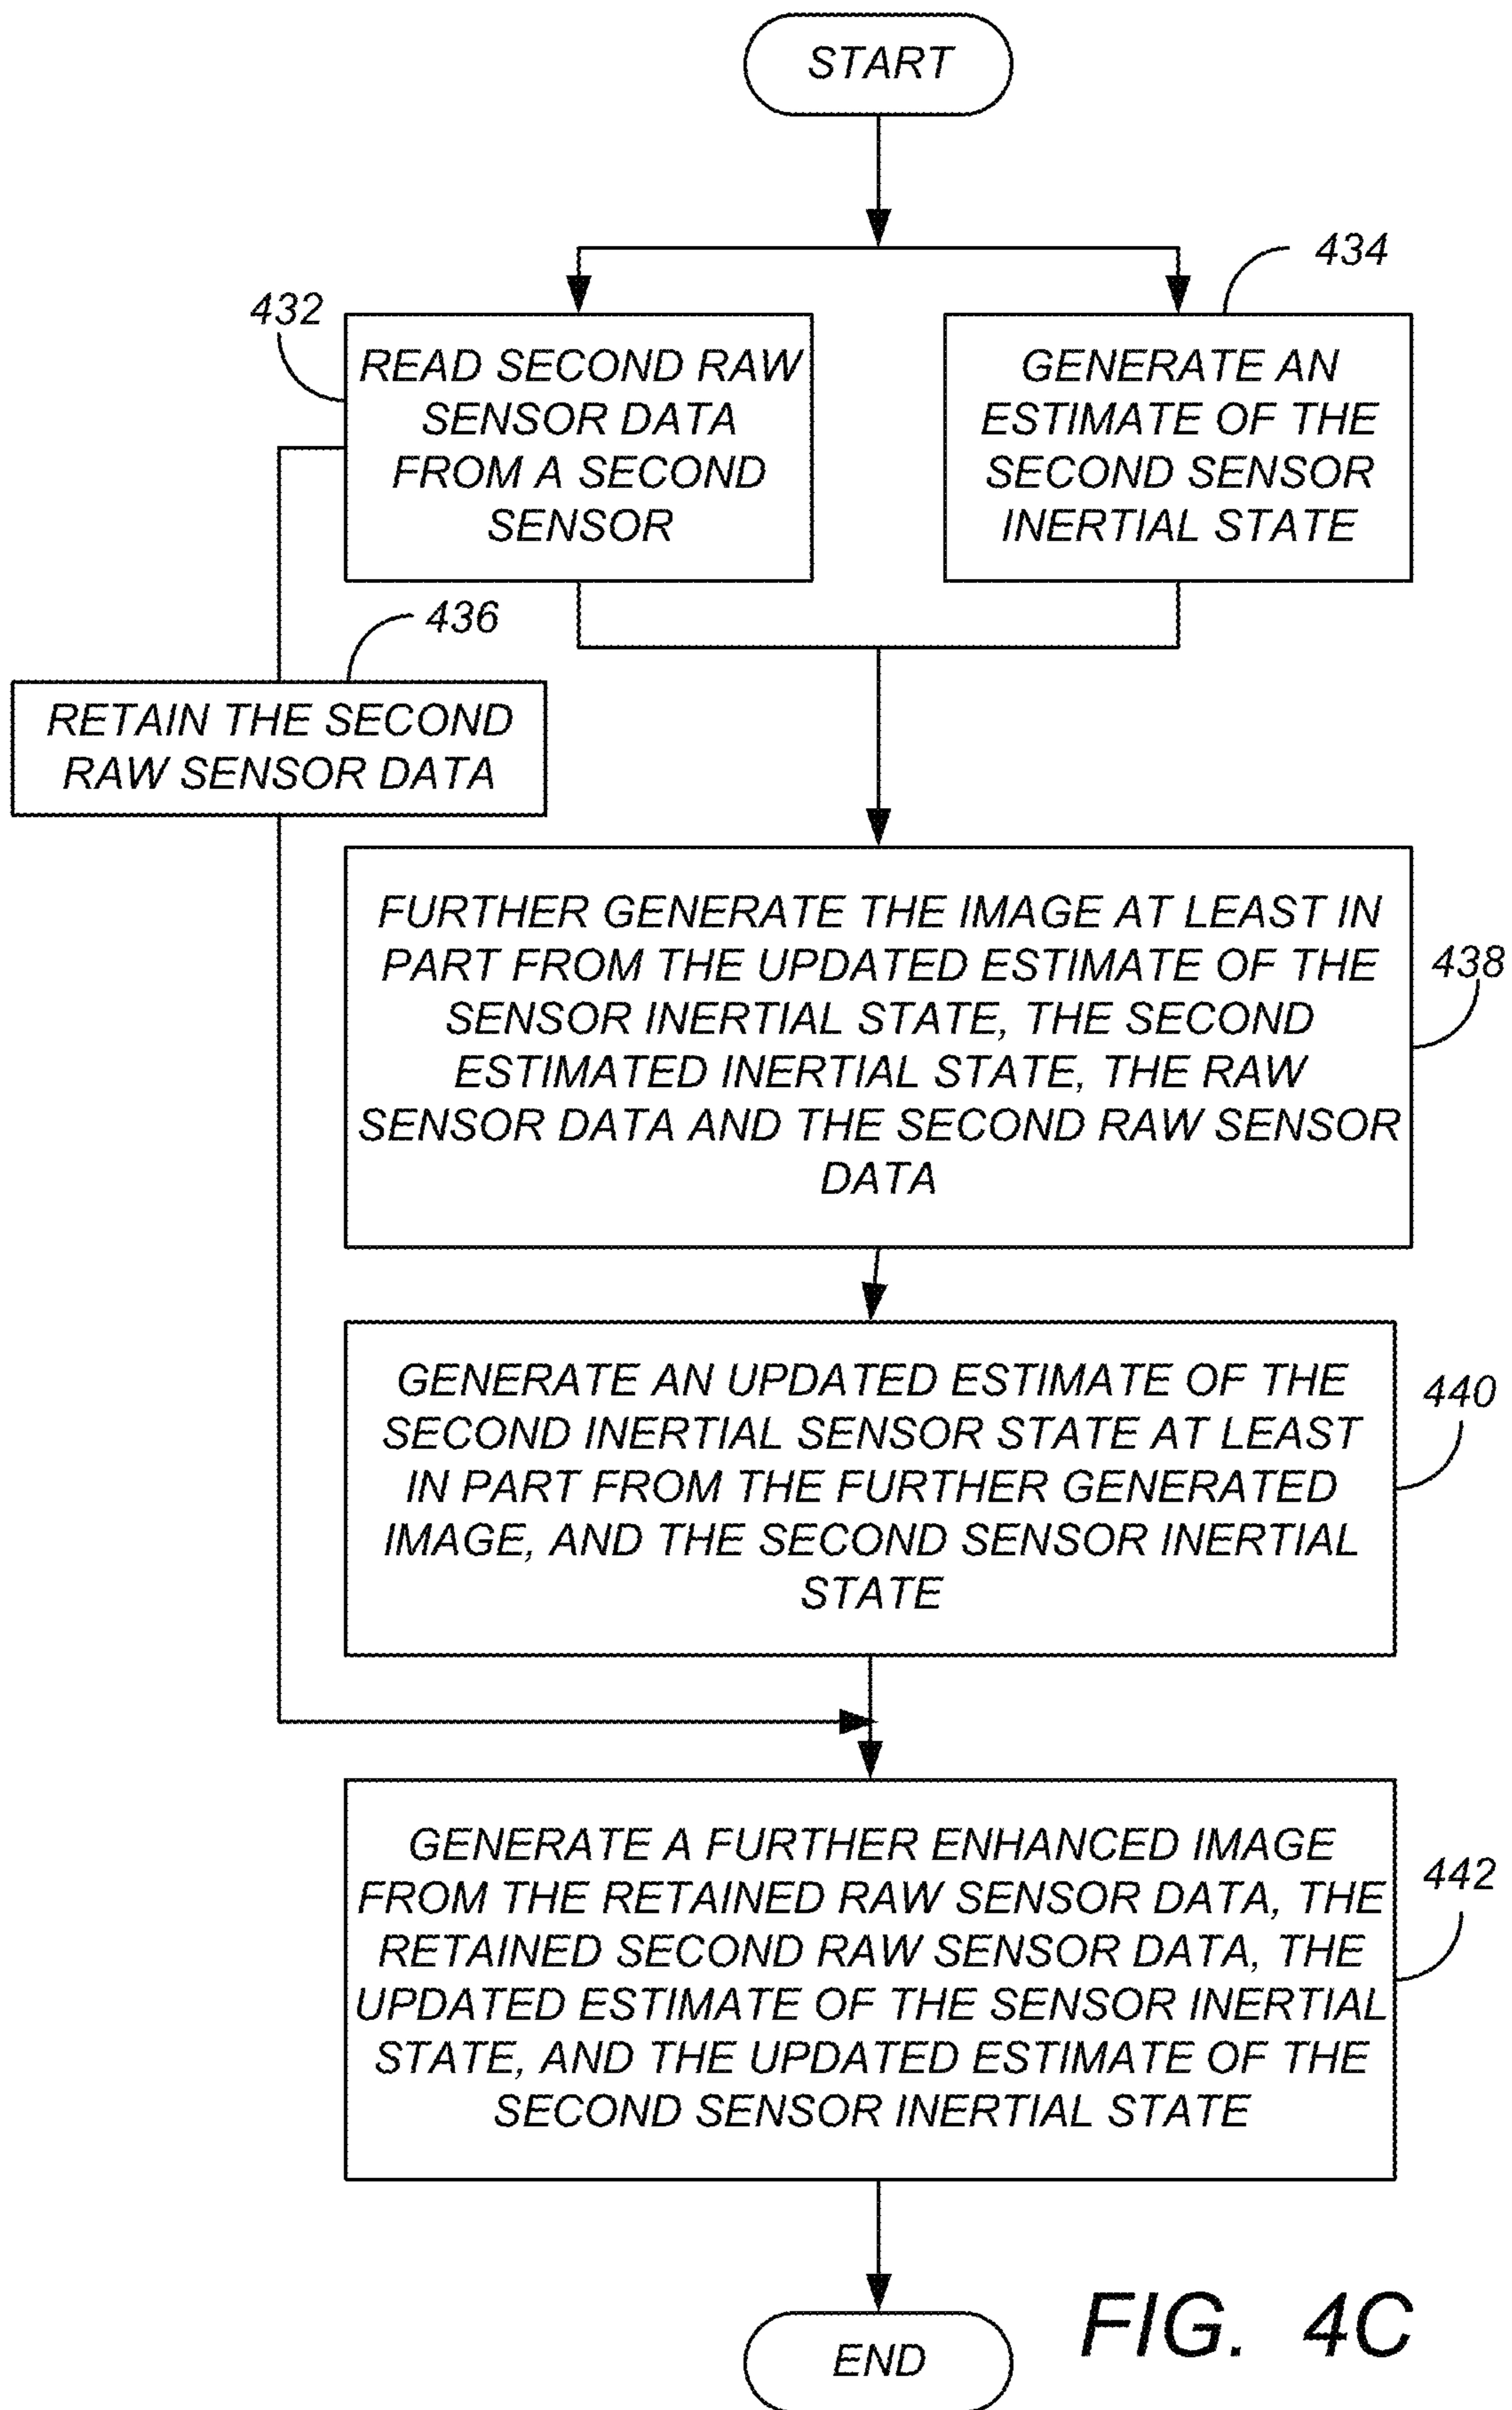 START
432
434
READ SECOND RAW
SENSOR DATA
FROM A SECOND
SENSOR
GENERATE AN
ESTIMATE OF THE
SECOND SENSOR
INERTIAL STATE
436
RETAIN THE SECOND
RAW SENSOR DATA
FURTHER GENERATE THE IMAGE AT LEAST IN
PART FROM THE UPDATED ESTIMATE OF THE
SENSOR INERTIAL STATE, THE SECOND
ESTIMATED INERTIAL STATE, THE RAW
SENSOR DATA AND THE SECOND RAW SENSOR
DATA
438
GENERATE AN UPDATED ESTIMATE OF THE
SECOND INERTIAL SENSOR STATE AT LEAST
IN PART FROM THE FURTHER GENERATED
IMAGE, AND THE SECOND SENSOR INERTIAL
STATE
440
GENERATE A FURTHER ENHANCED IMAGE
FROM THE RETAINED RAW SENSOR DATA, THE
RETAINED SECOND RAW SENSOR DATA, THE
UPDATED ESTIMATE OF THE SENSOR INERTIAL
STATE, AND THE UPDATED ESTIMATE OF THE
SECOND SENSOR INERTIAL STATE
442
END
FIG. 4C